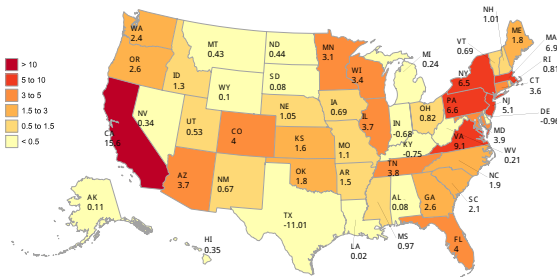 > 10
5 to 10
3 to 5
1.5 to 3
0.5 to 1.5
< 0.5
WA
2.4
OR
2.6
CA
15.6
ID
1.3
NV
0.34
MT
0.43
WY
0.1
UT
0.53
CO
4
AZ
3.7
NM
0.67
ND
0.44
SD
0.08
NE
1.05
KS
1.6
OK
1.8
TX
-11.01
MN
3.1
IA
0.69
MO
1.1
AR
1.5
LA
0.02
WI
3.4
IL
3.7
MI
0.24
IN
-0.68
OH
0.82
KY
-0.75
TN
3.8
MS
0.97
AL
0.08
GA
2.6
FL
4
SC
2.1
NC
1.9
VA
9.1
WV
0.21
MD
3.9
DE
-0.96
NJ
5.1
PA
6.6
NY
6.5
CT
3.6
RI
0.81
MA
6.9
VT
0.69
NH
1.01
ME
1.8
AK
0.11
HI
0.35